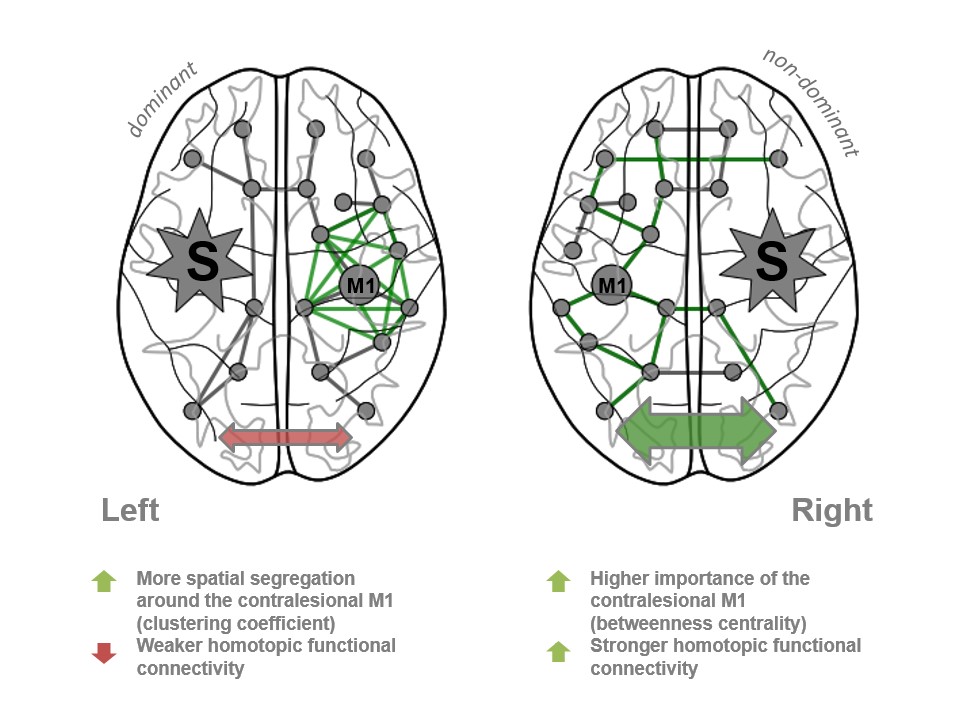 dominant
non-dominant
S
M1
M1
S
Left
Right
More spatial segregation
around the contralesional M1
(clustering coefficient)
Weaker homotopic functional
connectivity
Higher importance of the
contralesional M1
(betweenness centrality)
Stronger homotopic functional
connectivity